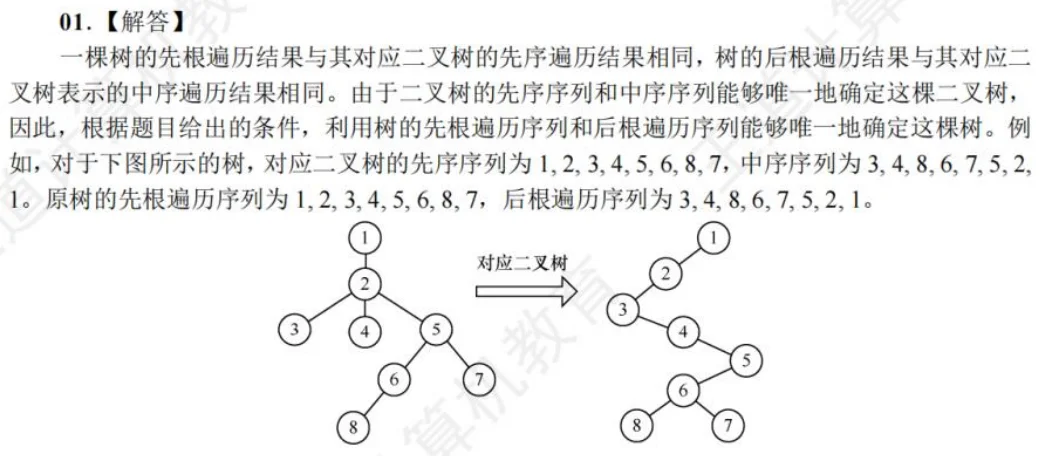 01.【解答】
一棵树的先根遍历结果与其对应二叉树的先序遍历结果相同，树的后根遍历结果与其对应二
叉树表示的中序遍历结果相同。由于二叉树的先序序列和中序序列能够唯一地确定这棵二叉树，
因此，根据题目给出的条件，利用树的先根遍历序列和后根遍历序列能够唯一地确定这棵树。例
如，对于下图所示的树，对应二叉树的先序序列为 1, 2, 3, 4, 5, 6, 8, 7，中序序列为 3, 4, 8, 6, 7, 5, 2,
1。原树的先根遍历序列为 1, 2, 3, 4, 5, 6, 8, 7，后根遍历序列为 3, 4, 8, 6, 7, 5, 2, 1。
1
2
3 4 5
6 7
8
对应二叉树
1
2
3
4
5
6
8 7
算机教育